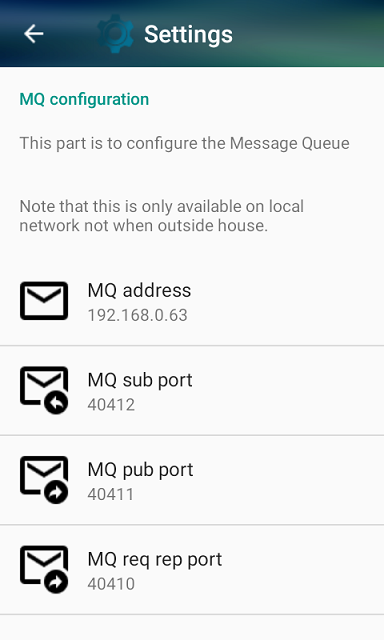 Settings
MQ configuration
This part is to configure the Message Queue
Note that this is only available on local
network not when outside house.
MQ address
192.168.0.63
MQ sub port
40412
MQ pub port
40411
MQ req rep port
40410